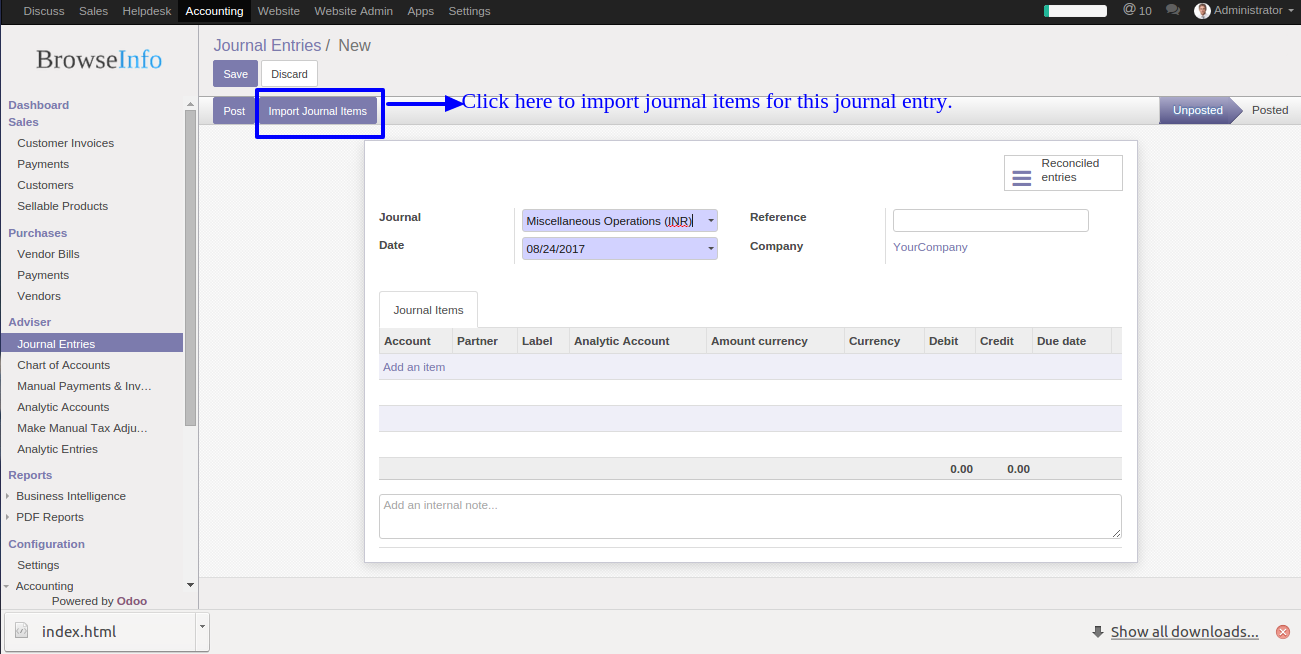 Discuss Sales Helpdesk Accounting Website Website Admin Apps Settings @ 10 Administrator
BrowseInfo
Journal Entries / New
Save Discard
Post Import Journal Items Click here to import journal items for this journal entry. Unposted Posted
Dashboard
Sales
Customer Invoices
Payments
Customers
Sellable Products
Purchases
Vendor Bills
Payments
Vendors
Adviser
Journal Entries
Chart of Accounts
Manual Payments & Inv...
Analytic Accounts
Make Manual Tax Adju...
Analytic Entries
Reports
Business Intelligence
PDF Reports
Configuration
Settings
Accounting
Powered by Odoo
Reconciled
entries
Journal Miscellaneous Operations (INR) Reference
Date 08/24/2017 Company YourCompany
Journal Items
Account Partner Label Analytic Account Amount currency Currency Debit Credit Due date
Add an item
0.00 0.00
Add an internal note...
index.html Show all downloads...